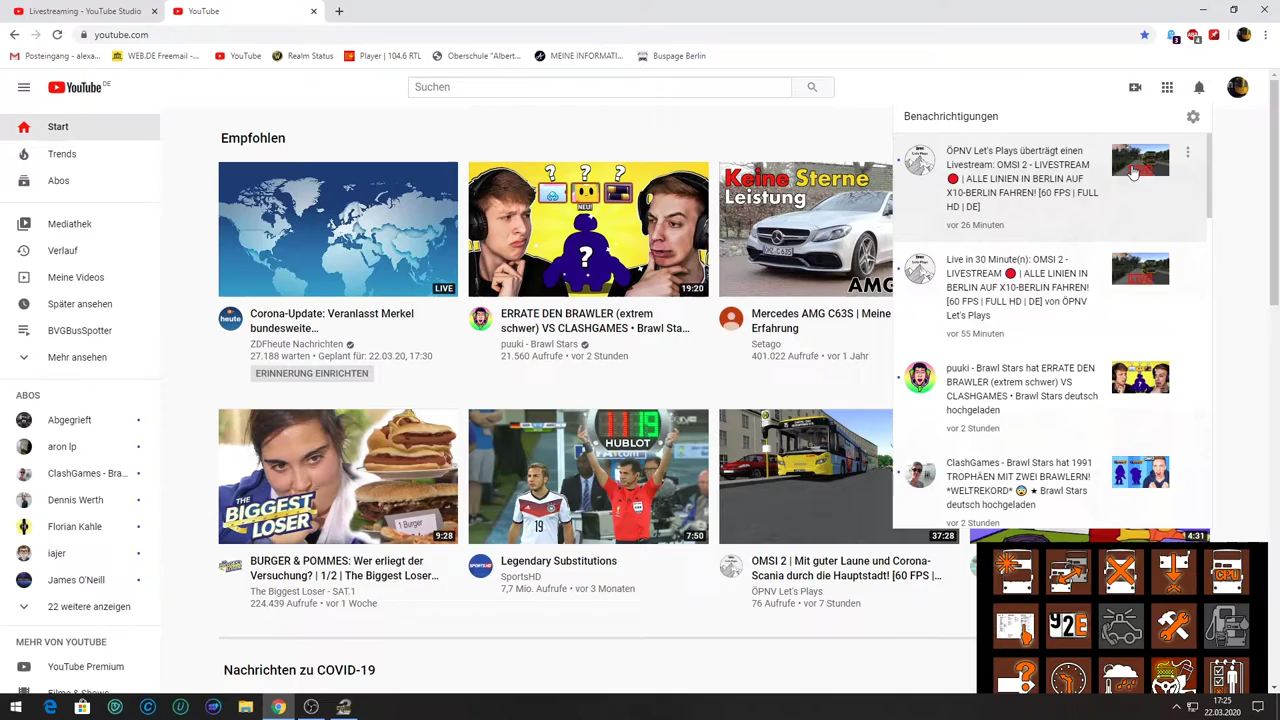 Livestreaming - YouTube Studio
YouTube
youtube.com
Posteingang - alexa...
WEB.DE Freemail -...
YouTube
Realm Status
Player | 104.6 RTL
Oberschule "Albert...
MEINE INFORMATI...
Buspage Berlin
YouTube DE
Suchen
Start
Trends
Abos
Mediathek
Verlauf
Meine Videos
Später ansehen
BVGBusSpotter
Mehr ansehen
ABOS
Abgegrieft
aron lp
ClashGames - Bra...
Dennis Werth
Florian Kahle
iajer
James O'Neill
22 weitere anzeigen
MEHR VON YOUTUBE
YouTube Premium
Filme & Shows
Empfohlen
LIVE
Corona-Update: Veranlasst Merkel
bundesweite...
ZDFheute Nachrichten
27.188 warten • Geplant für: 22.03.20, 17:30
ERINNERUNG EINRICHTEN
heute
NEU!
?
19:20
ERRATE DEN BRAWLER (extrem
schwer) VS CLASHGAMES • Brawl Sta...
puuki - Brawl Stars
21.560 Aufrufe • vor 2 Stunden
Keine Sterne
Leistung
AMG
Mercedes AMG C63S | Meine
Erfahrung
Setago
401.022 Aufrufe • vor 1 Jahr
THE
BIGGEST
LOSER
1 Burger
9:28
BURGER & POMMES: Wer erliegt der
Versuchung? | 1/2 | The Biggest Loser...
The Biggest Loser - SAT.1
224.439 Aufrufe • vor 1 Woche
HUBLOT
19
7:50
Legendary Substitutions
SportsHD
7,7 Mio. Aufrufe • vor 3 Monaten
37:28
OMSI 2 | Mit guter Laune und Corona-
Scania durch die Hauptstadt! [60 FPS |...
ÖPNV Let's Plays
76 Aufrufe • vor 7 Stunden
4:31
Nachrichten zu COVID-19
Benachrichtigungen
ÖPNV Let's Plays überträgt einen
Livestream: OMSI 2 - LIVESTREAM
🔴 | ALLE LINIEN IN BERLIN AUF
X10-BERLIN FAHREN! [60 FPS | FULL
HD | DE]
vor 26 Minuten
Live in 30 Minute(n): OMSI 2 -
LIVESTREAM 🔴 | ALLE LINIEN IN
BERLIN AUF X10-BERLIN FAHREN!
[60 FPS | FULL HD | DE] von ÖPNV
Let's Plays
vor 55 Minuten
puuki - Brawl Stars hat ERRATE DEN
BRAWLER (extrem schwer) VS
CLASHGAMES • Brawl Stars deutsch
hochgeladen
vor 2 Stunden
ClashGames - Brawl Stars hat 1991
TROPHÄEN MIT ZWEI BRAWLERN!
*WELTREKORD* 😨 ★ Brawl Stars
deutsch hochgeladen
vor 2 Stunden
CPU
92E
17:25
22.03.2020